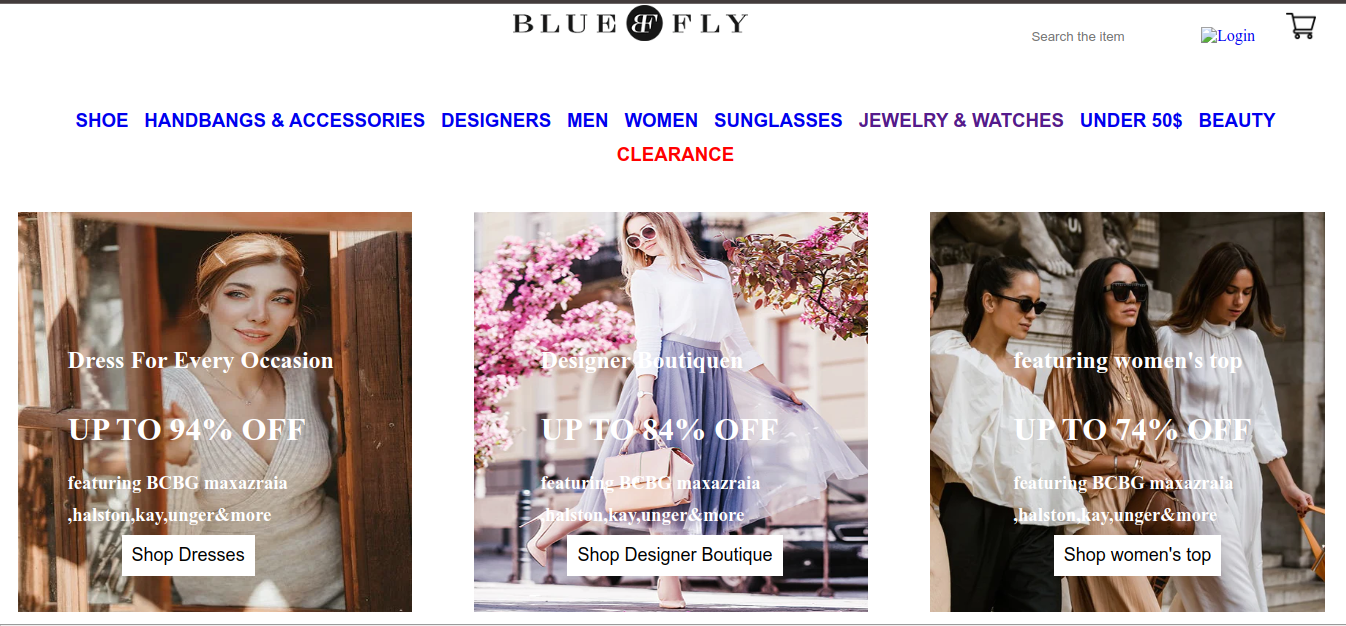 BLUE BF FLY
Search the item
Login
SHOE HANDBANGS & ACCESSORIES DESIGNERS MEN WOMEN SUNGLASSES JEWELRY & WATCHES UNDER 50$ BEAUTY
CLEARANCE
Dress For Every Occasion
UP TO 94% OFF
featuring BCBG maxazraia
,halston,kay,unger&more
Shop Dresses
Designer Boutiquen
UP TO 84% OFF
featuring BCBG maxazraia
,halston,kay,unger&more
Shop Designer Boutique
featuring women's top
UP TO 74% OFF
featuring BCBG maxazraia
,halston,kay,unger&more
Shop women's top